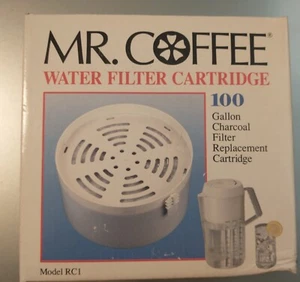 MR. COFFEE®
WATER FILTER CARTRIDGE
100
Gallon
Charcoal
Filter
Replacement
Cartridge
Model RC1